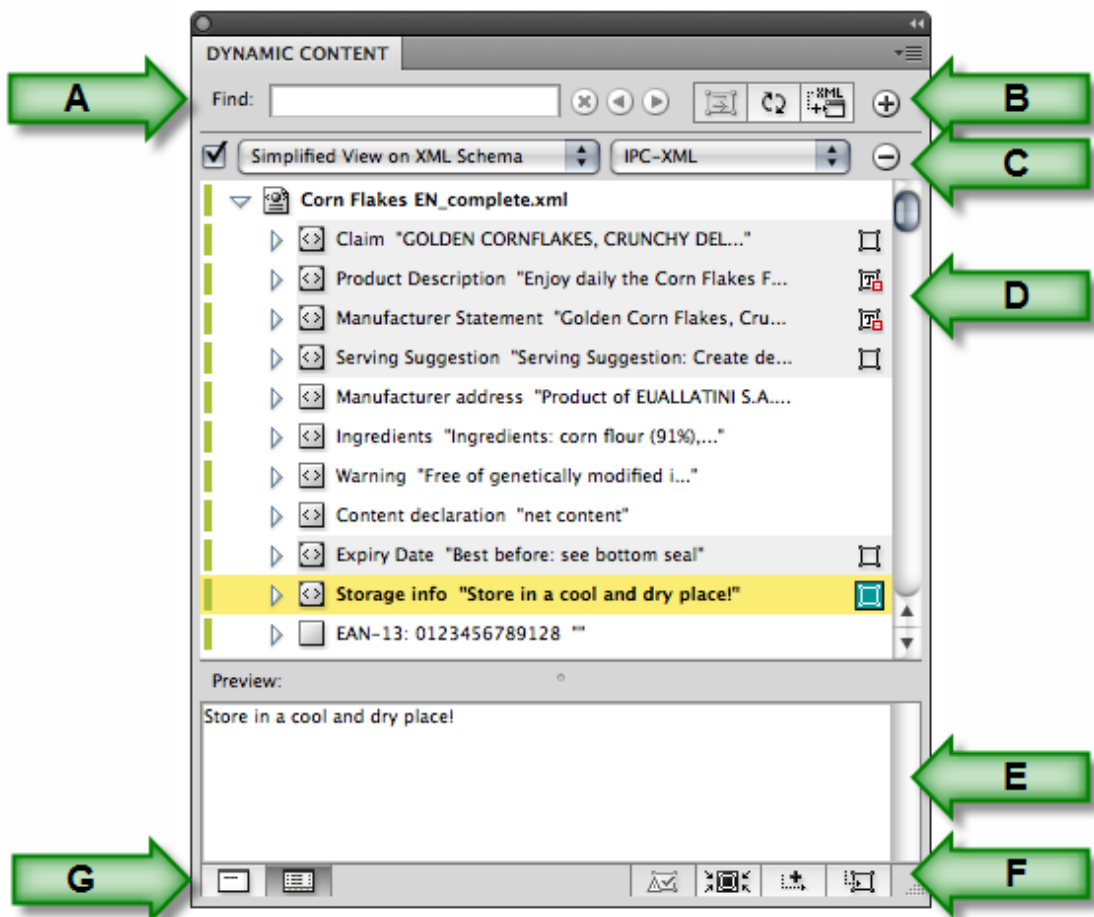 DYNAMIC CONTENT
A
Find:
XML
B
Simplified View on XML Schema
IPC-XML
C
Corn Flakes EN_complete.xml
Claim "GOLDEN CORNFLAKES, CRUNCHY DEL..."
Product Description "Enjoy daily the Corn Flakes F...
D
Manufacturer Statement "Golden Corn Flakes, Cru...
Serving Suggestion "Serving Suggestion: Create de...
Manufacturer address "Product of EUALLATINI S.A....
Ingredients "Ingredients: corn flour (91%),..."
Warning "Free of genetically modified i..."
Content declaration "net content"
Expiry Date "Best before: see bottom seal"
Storage info "Store in a cool and dry place!"
EAN-13: 0123456789128 ""
Preview:
Store in a cool and dry place!
E
G
F